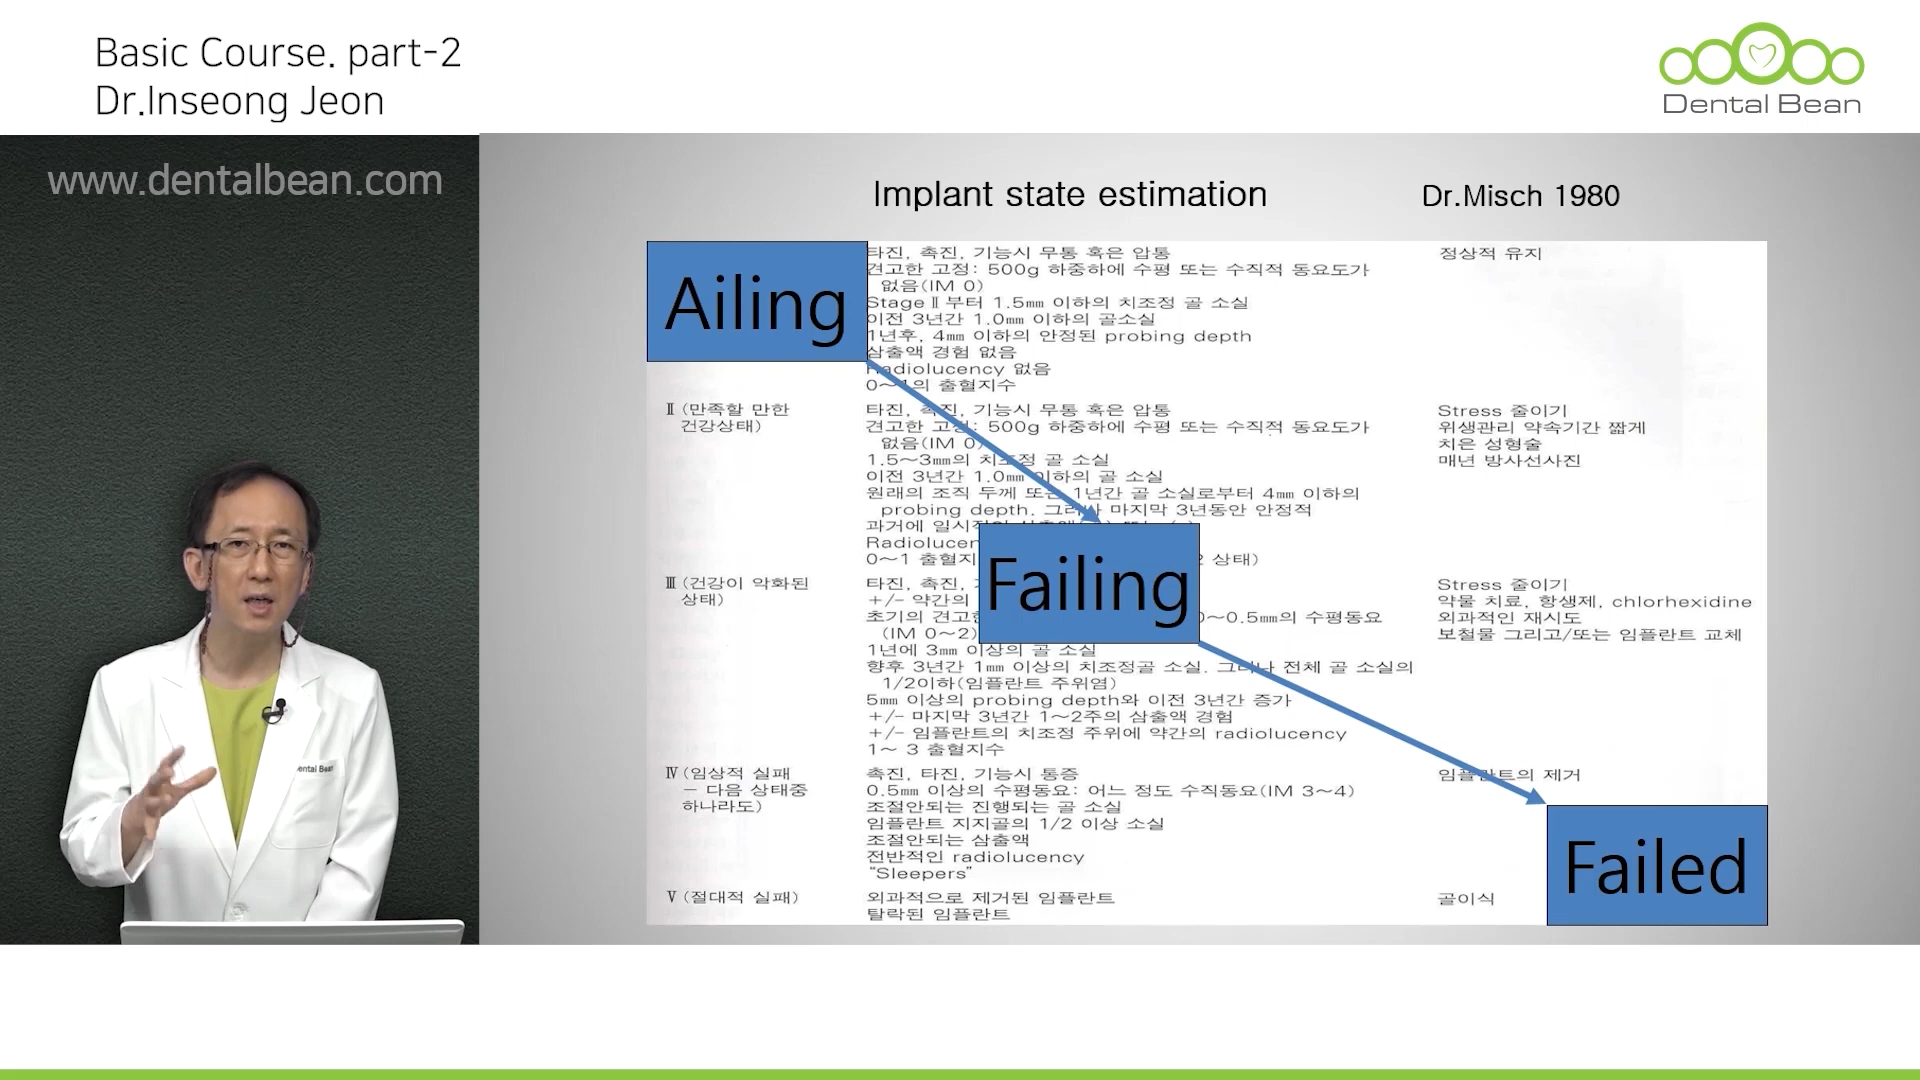 Basic Course. part-2
Dr.Inseong Jeon
Dental Bean
www.dentalbean.com
Implant state estimation
Dr.Misch 1980
Ailing
타진, 촉진, 기능시 무통 혹은 압통
견고한 고정: 500g 하중하에 수평 또는 수직적 동요도가
없음(IM 0)
StageⅡ부터 1.5㎜ 이하의 치조정 골 소실
이전 3년간 1.0㎜ 이하의 골소실
1년후, 4㎜ 이하의 안정된 probing depth
삼출액 경험 없음
Radiolucency 없음
0~1의 출혈지수
정상적 유지
Ⅱ (만족할 만한
건강상태)
타진, 촉진, 기능시 무통 혹은 압통
견고한 고정: 500g 하중하에 수평 또는 수직적 동요도가
없음(IM 0)
1.5~3㎜의 치조정 골 소실
이전 3년간 1.0㎜ 이하의 골 소실
원래의 조직 두께 또는 1년간 골 소실로부터 4㎜ 이하의
probing depth. 그러나 마지막 3년동안 안정적
과거에
0~1 상태)
Stress 줄이기
위생관리 약속기간 짧게
치은 성형술
매년 방사선사진
Failing
Ⅲ (건강이 악화된
상태)
타진, 촉진,
+/- 약간의
초기의 0~0.5㎜의 수평동요
(IM 0~2)
1년에 3㎜ 이상의 골 소실
향후 3년간 1㎜ 이상의 치조정골 소실. 그러나 전체 골 소실의
1/2이하(임플란트 주위염)
5㎜ 이상의 probing depth와 이전 3년간 증가
+/- 마지막 3년간 1~2주의 삼출액 경험
+/- 임플란트의 치조정 주위에 약간의 radiolucency
1~ 3 출혈지수
Stress 줄이기
약물 치료, 항생제, chlorhexidine
외과적인 재시도
보철물 그리고/또는 임플란트 교체
Ⅳ (임상적 실패
- 다음 상태중
하나라도)
촉진, 타진, 기능시 통증
0.5㎜ 이상의 수평동요: 어느 정도 수직동요(IM 3~4)
조절안되는 진행되는 골 소실
임플란트 지지골의 1/2 이상 소실
조절안되는 삼출액
전반적인 radiolucency
"Sleepers"
임플란트의 제거
Ⅴ (절대적 실패)
외과적으로 제거된 임플란트
탈락된 임플란트
골이식
Failed